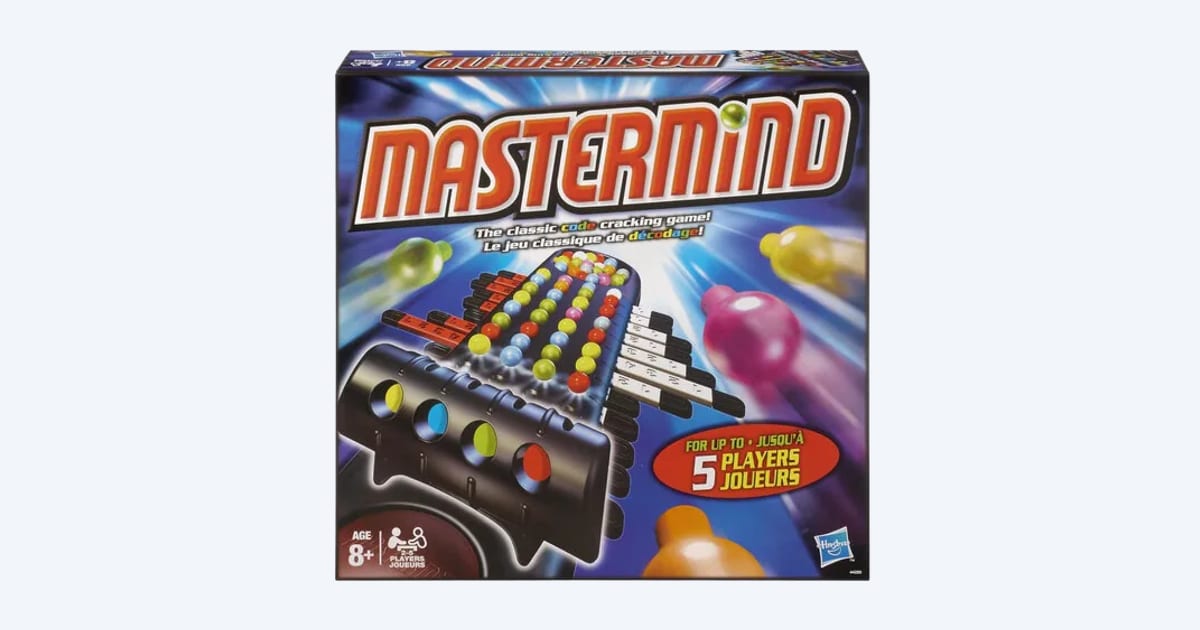 MASTERMIND
MASTERMIND
The classic code cracking game!
Le jeu classique de décodage!
FOR UP TO • JUSQU'À
5 PLAYERS
JOUEURS
AGE
8+
2-5
PLAYERS
JOUEURS
Hasbro